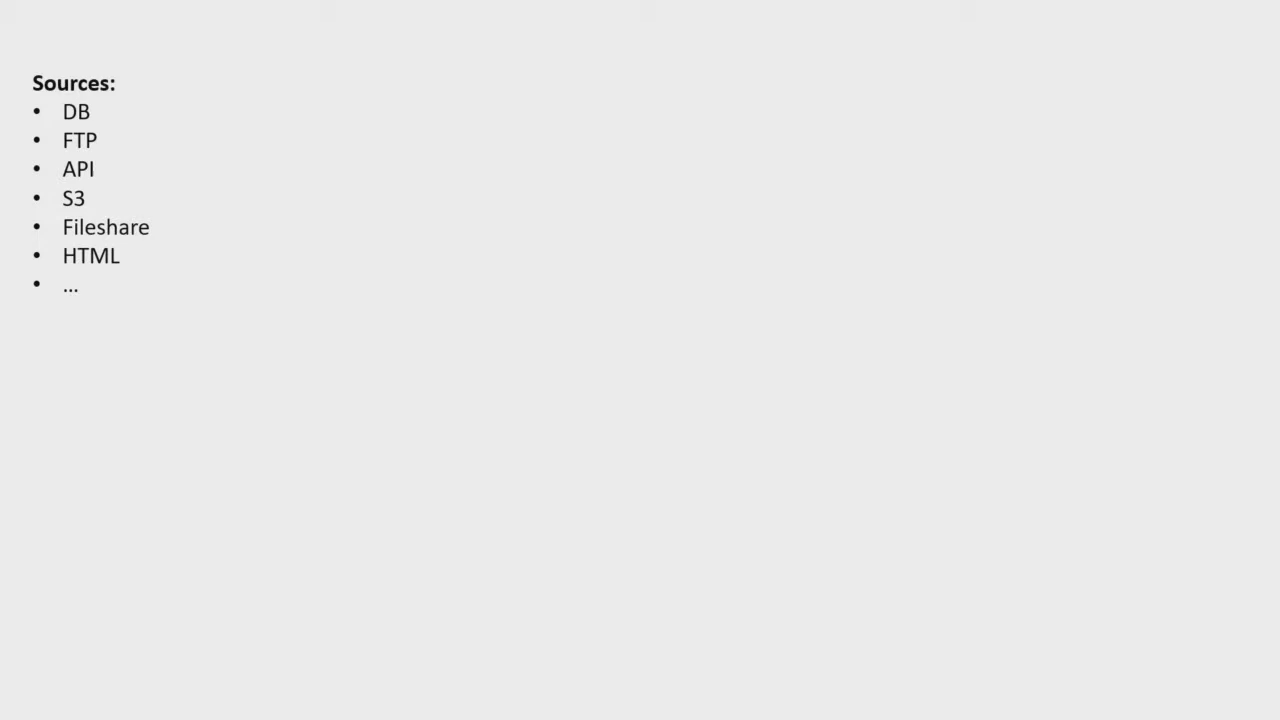 Sources:
• DB
• FTP
• API
• S3
• Fileshare
• HTML
• ...